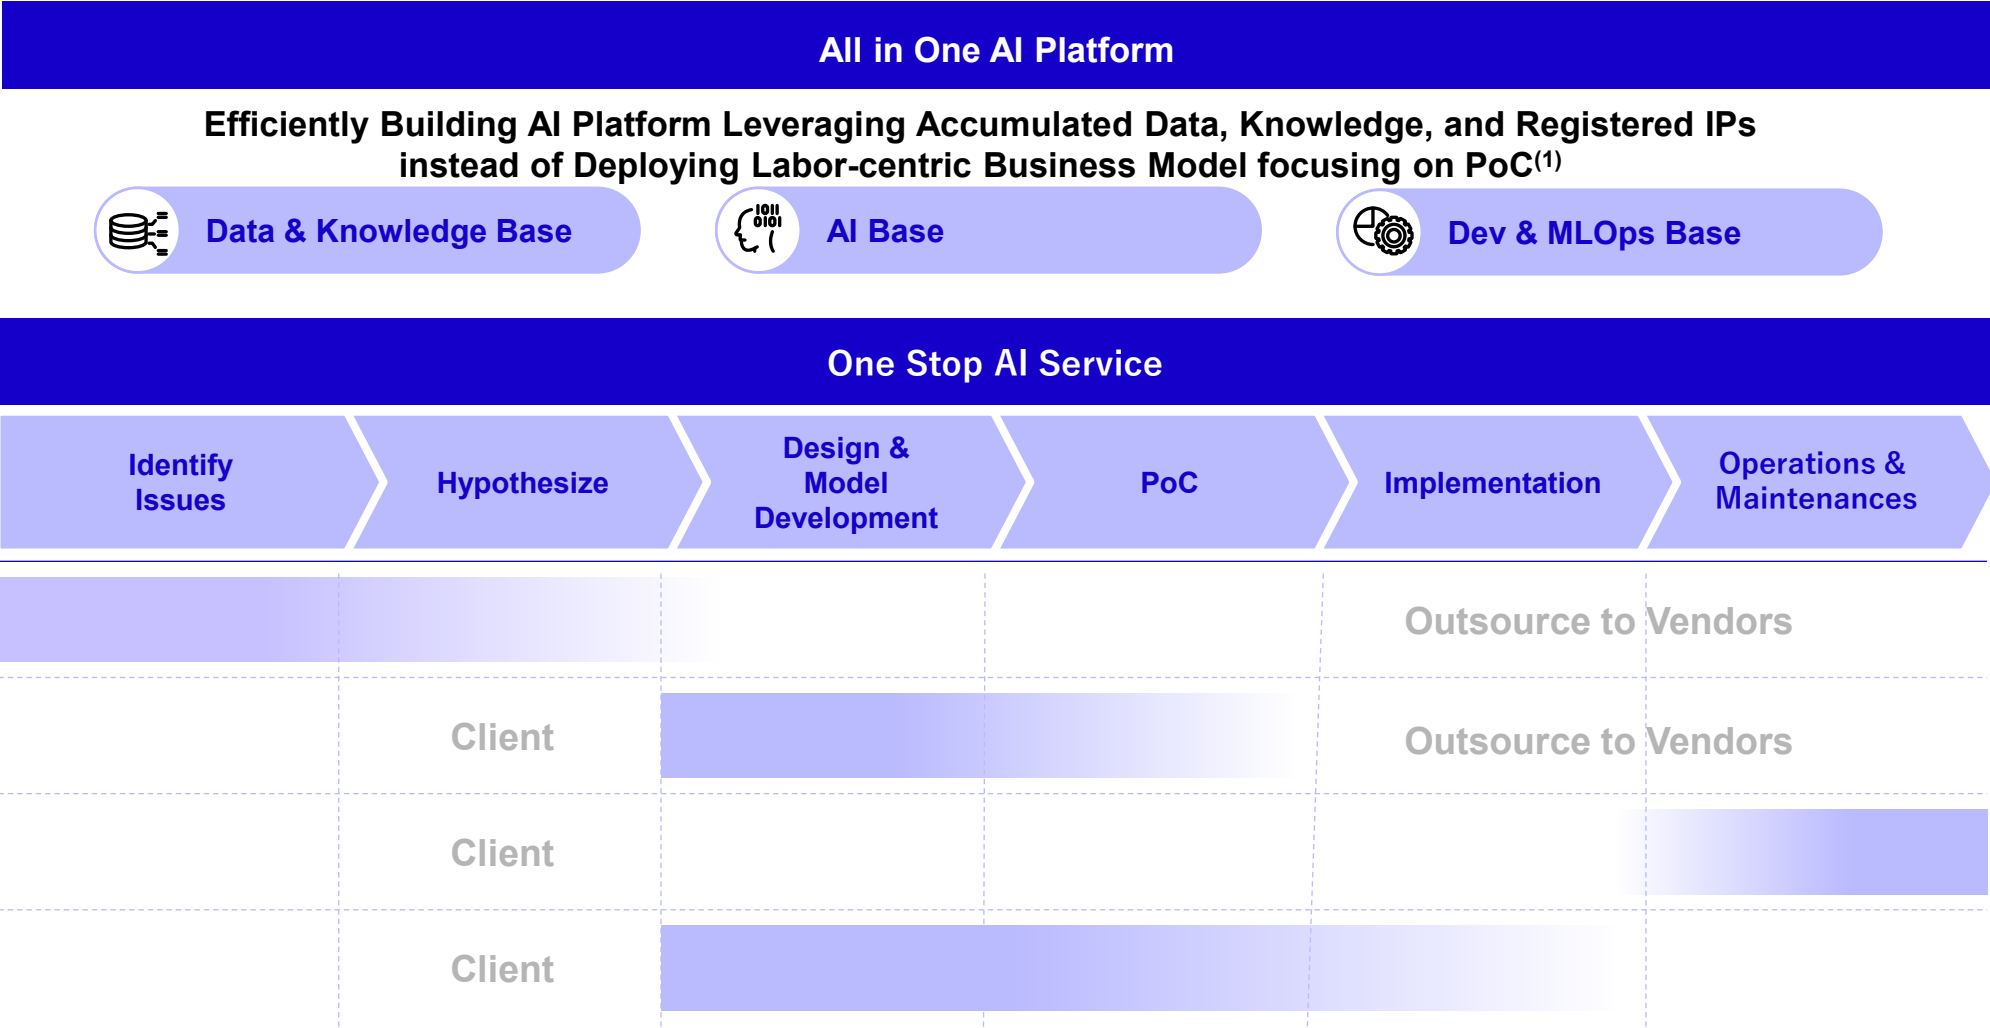 All in One AI Platform
Efficiently Building AI Platform Leveraging Accumulated Data, Knowledge, and Registered IPs
instead of Deploying Labor-centric Business Model focusing on PoC(1)
Data & Knowledge Base
1011
0101
AI Base
Dev & MLOps Base
One Stop AI Service
Identify
Issues
Hypothesize
Design &
Model
Development
PoC
Implementation
Operations &
Maintenances
Outsource to Vendors
Client
Outsource to Vendors
Client
Client